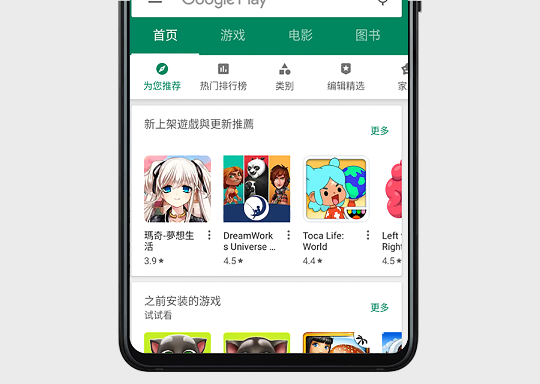 Google Play
首页 游戏 电影 图书
为您推荐 热门排行榜 类别 编辑精选 家
新上架遊戲與更新推薦
更多
瑪奇-夢想生活
3.9★
DreamWorks Universe ...
4.5★
Toca Life: World
4.4★
Left
Right
4.5★
之前安装的游戏
更多
试试看